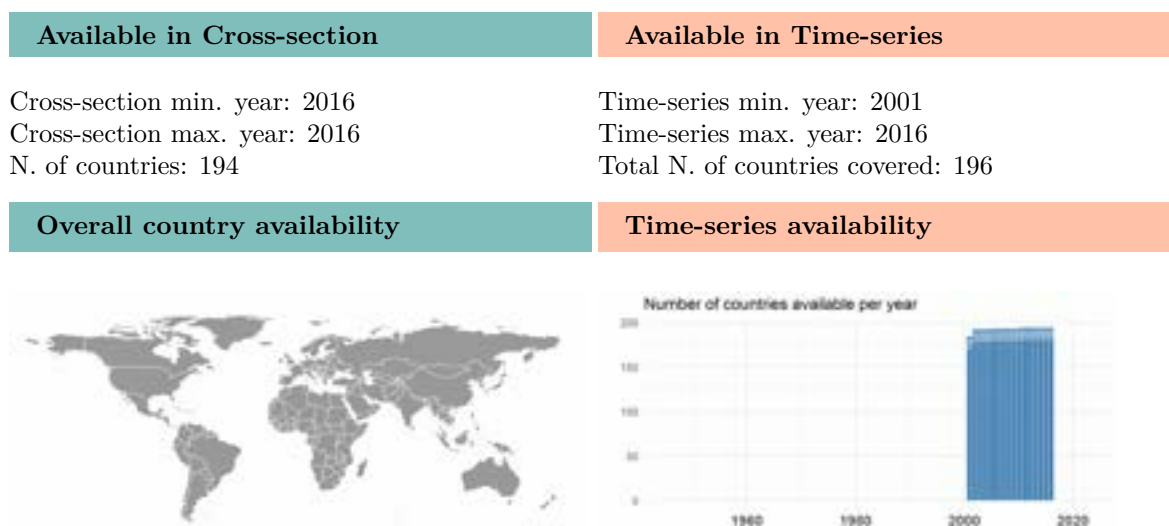 Available in Cross-section
Available in Time-series
Cross-section min. year: 2016
Cross-section max. year: 2016
N. of countries: 194
Time-series min. year: 2001
Time-series max. year: 2016
Total N. of countries covered: 196
Overall country availability
Time-series availability
Number of countries available per year
200
150
100
50
0
1960
1980
2000
2020